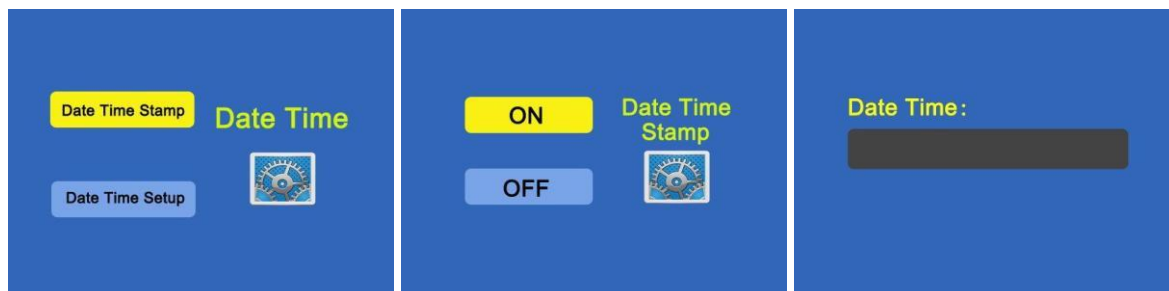 Date Time Stamp
Date Time
Date Time Setup
ON
Date Time
Stamp
OFF
Date Time: